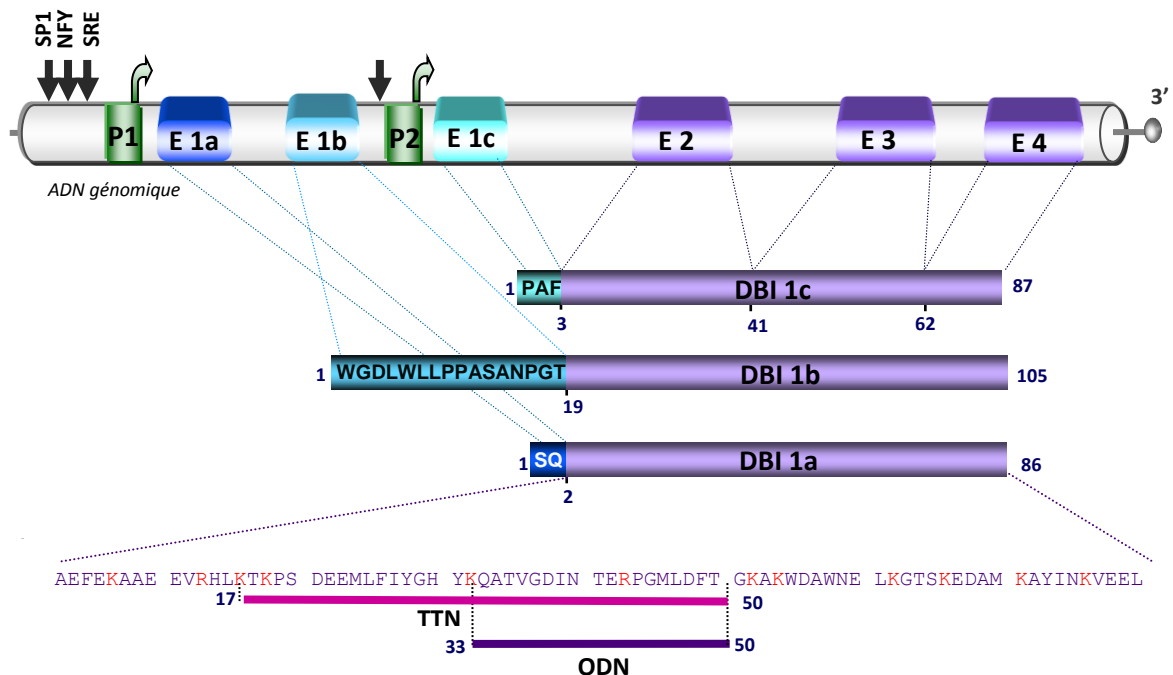 SP1
NFY
SRE
3’
P1
E 1a
E 1b
P2
E 1c
E 2
E 3
E 4
ADN génomique
1
PAF
DBI 1c
87
3
41
62
1
WGDLWLLPPASANPGT
DBI 1b
105
19
1
SQ
DBI 1a
86
2
AEFEKAAE EVRHLKTKPS DEEMLFIYGH YKQATVGDIN TERPGMLDFT GKAKWDAWNE LKGTSKEDAM KAYINKVEEL
17
50
TTN
33
50
ODN